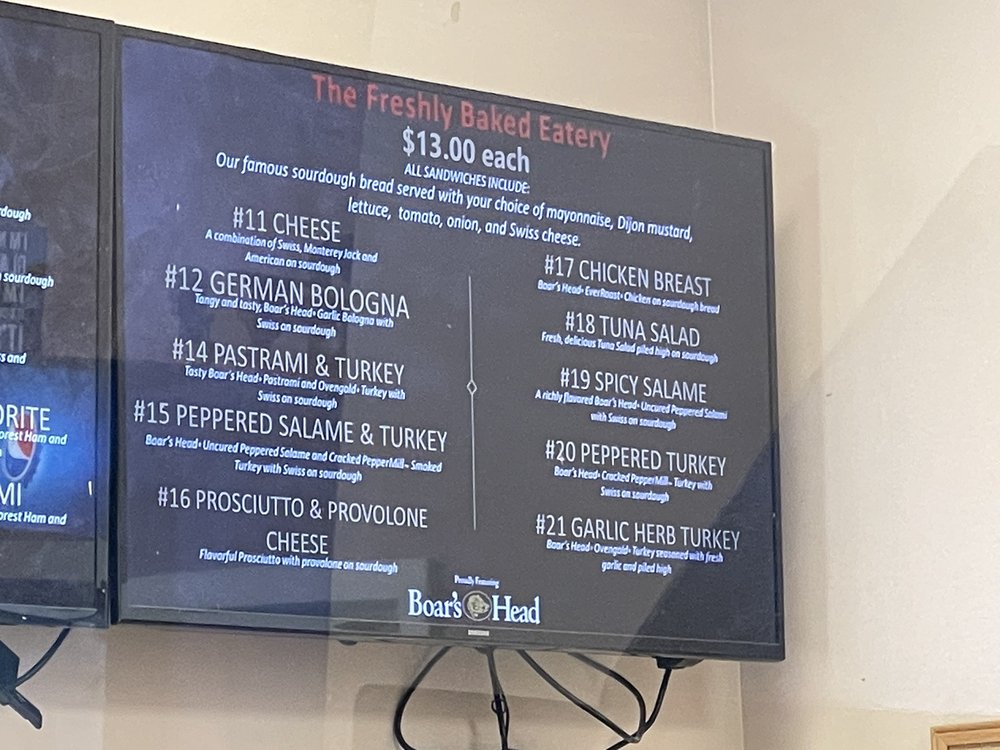 dough
sourdough
s and
ORITE
orest Ham and
MI
orest Ham and
The Freshly Baked Eatery
$13.00 each
ALL SANDWICHES INCLUDE:
Our famous sourdough bread served with your choice of mayonnaise, Dijon mustard,
lettuce, tomato, onion, and Swiss cheese.
#11 CHEESE
A combination of Swiss, Monterey Jack and
American on sourdough
#12 GERMAN BOLOGNA
Tangy and tasty, Boar's Head• Garlic Bologna with
Swiss on sourdough
#14 PASTRAMI & TURKEY
Tasty Boar's Head• Pastrami and Ovengold• Turkey with
Swiss on sourdough
#15 PEPPERED SALAME & TURKEY
Boar's Head• Uncured Peppered Salame and Cracked PepperMill~ Smoked
Turkey with Swiss on sourdough
#16 PROSCIUTTO & PROVOLONE
CHEESE
Flavorful Prosciutto with provolone on sourdough
#17 CHICKEN BREAST
Boar's Head• EverRoast• Chicken on sourdough bread
#18 TUNA SALAD
Fresh, delicious Tuna Salad piled high on sourdough
#19 SPICY SALAME
A richly flavored Boar's Head• Uncured Peppered Salami
with Swiss on sourdough
#20 PEPPERED TURKEY
Boar's Head• Cracked PepperMill~ Turkey with
Swiss on sourdough
#21 GARLIC HERB TURKEY
Boar's Head• Ovengold• Turkey seasoned with fresh
garlic and piled high
Proudly Featuring
Boar's Head